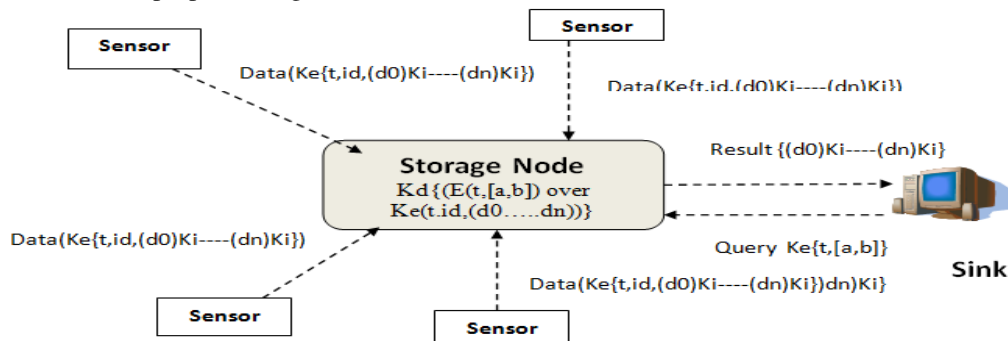 Sensor
Sensor
Data(Ke{t,id,(d0)Ki----(dn)Ki})
Data(Ke{t,id,(d0)Ki----(dn)Ki})
Storage Node
Kd{(E(t,[a,b]) over
Ke(t.id,(d0.....dn))}
Result {(d0)Ki----(dn)Ki}
Query Ke{t,[a,b]}
Sink
Data(Ke{t,id,(d0)Ki----(dn)Ki})
Data(Ke{t,id,(d0)Ki----(dn)Ki})dn)Ki}
Sensor
Sensor